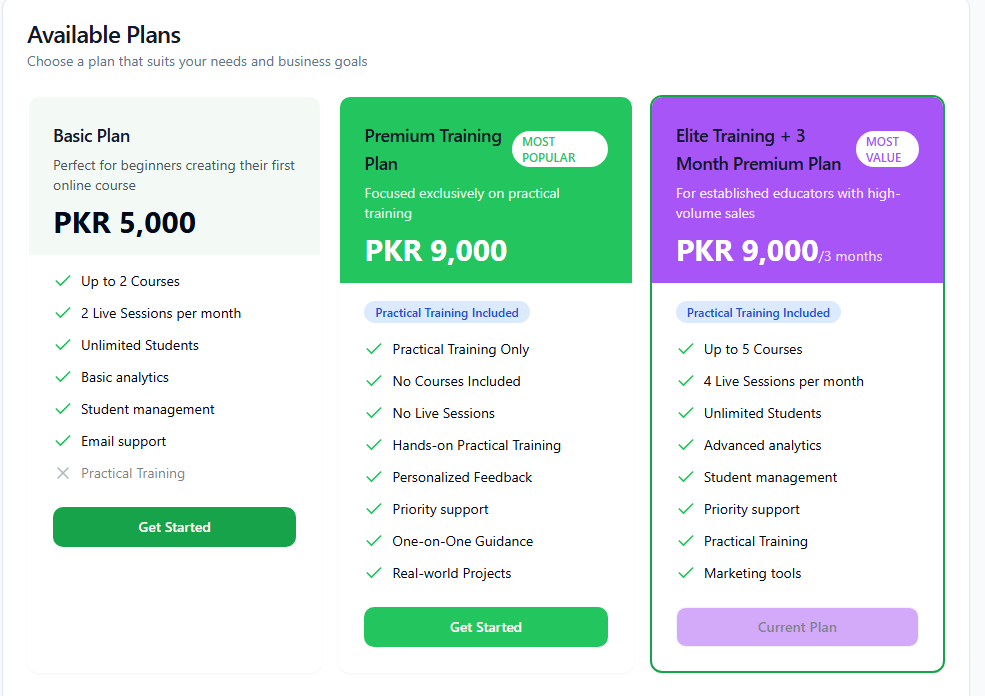 Available Plans
Choose a plan that suits your needs and business goals
Basic Plan
Perfect for beginners creating their first
online course
PKR 5,000
Up to 2 Courses
2 Live Sessions per month
Unlimited Students
Basic analytics
Student management
Email support
Practical Training
Get Started
Premium Training
Plan
MOST
POPULAR
Focused exclusively on practical
training
PKR 9,000
Practical Training Included
Practical Training Only
No Courses Included
No Live Sessions
Hands-on Practical Training
Personalized Feedback
Priority support
One-on-One Guidance
Real-world Projects
Get Started
Elite Training + 3
Month Premium Plan
MOST
VALUE
For established educators with high-
volume sales
PKR 9,000/3 months
Practical Training Included
Up to 5 Courses
4 Live Sessions per month
Unlimited Students
Advanced analytics
Student management
Priority support
Practical Training
Marketing tools
Current Plan